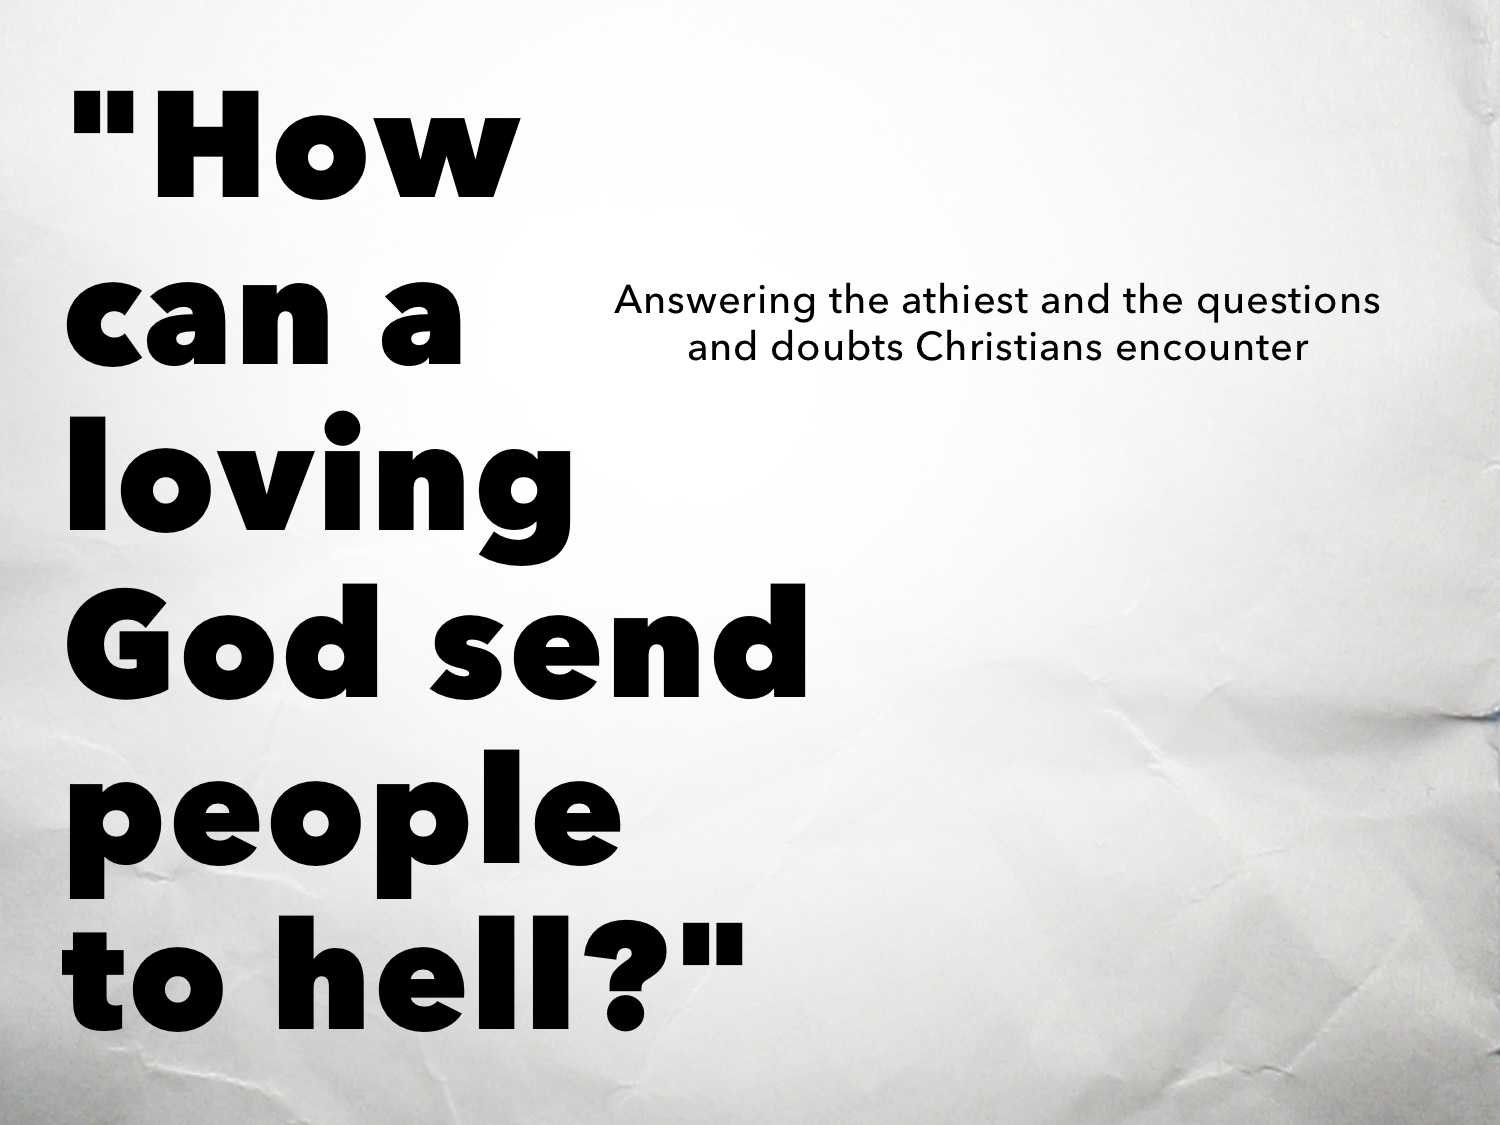 "How
can a
loving
God send
people
to hell?"
Answering the athiest and the questions
and doubts Christians encounter